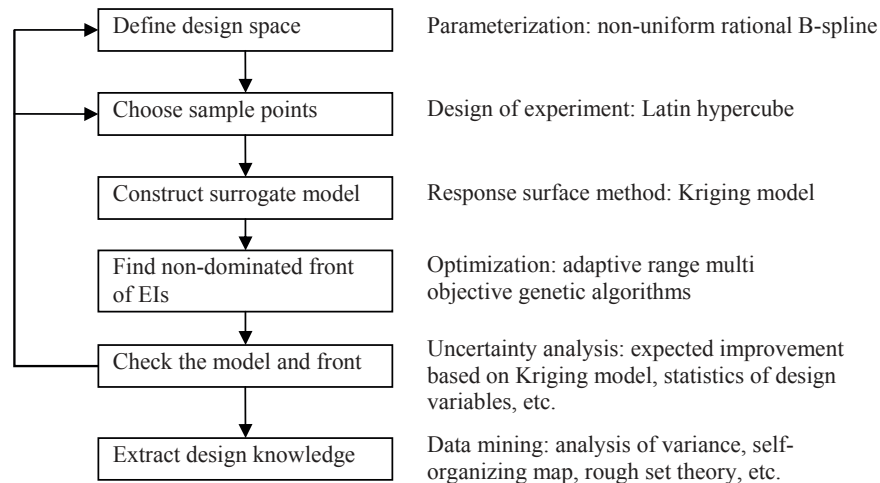 Define design space
Parameterization: non-uniform rational B-spline
Choose sample points
Design of experiment: Latin hypercube
Construct surrogate model
Response surface method: Kriging model
Find non-dominated front
of EIs
Optimization: adaptive range multi
objective genetic algorithms
Check the model and front
Uncertainty analysis: expected improvement
based on Kriging model, statistics of design
variables, etc.
Extract design knowledge
Data mining: analysis of variance, self-
organizing map, rough set theory, etc.